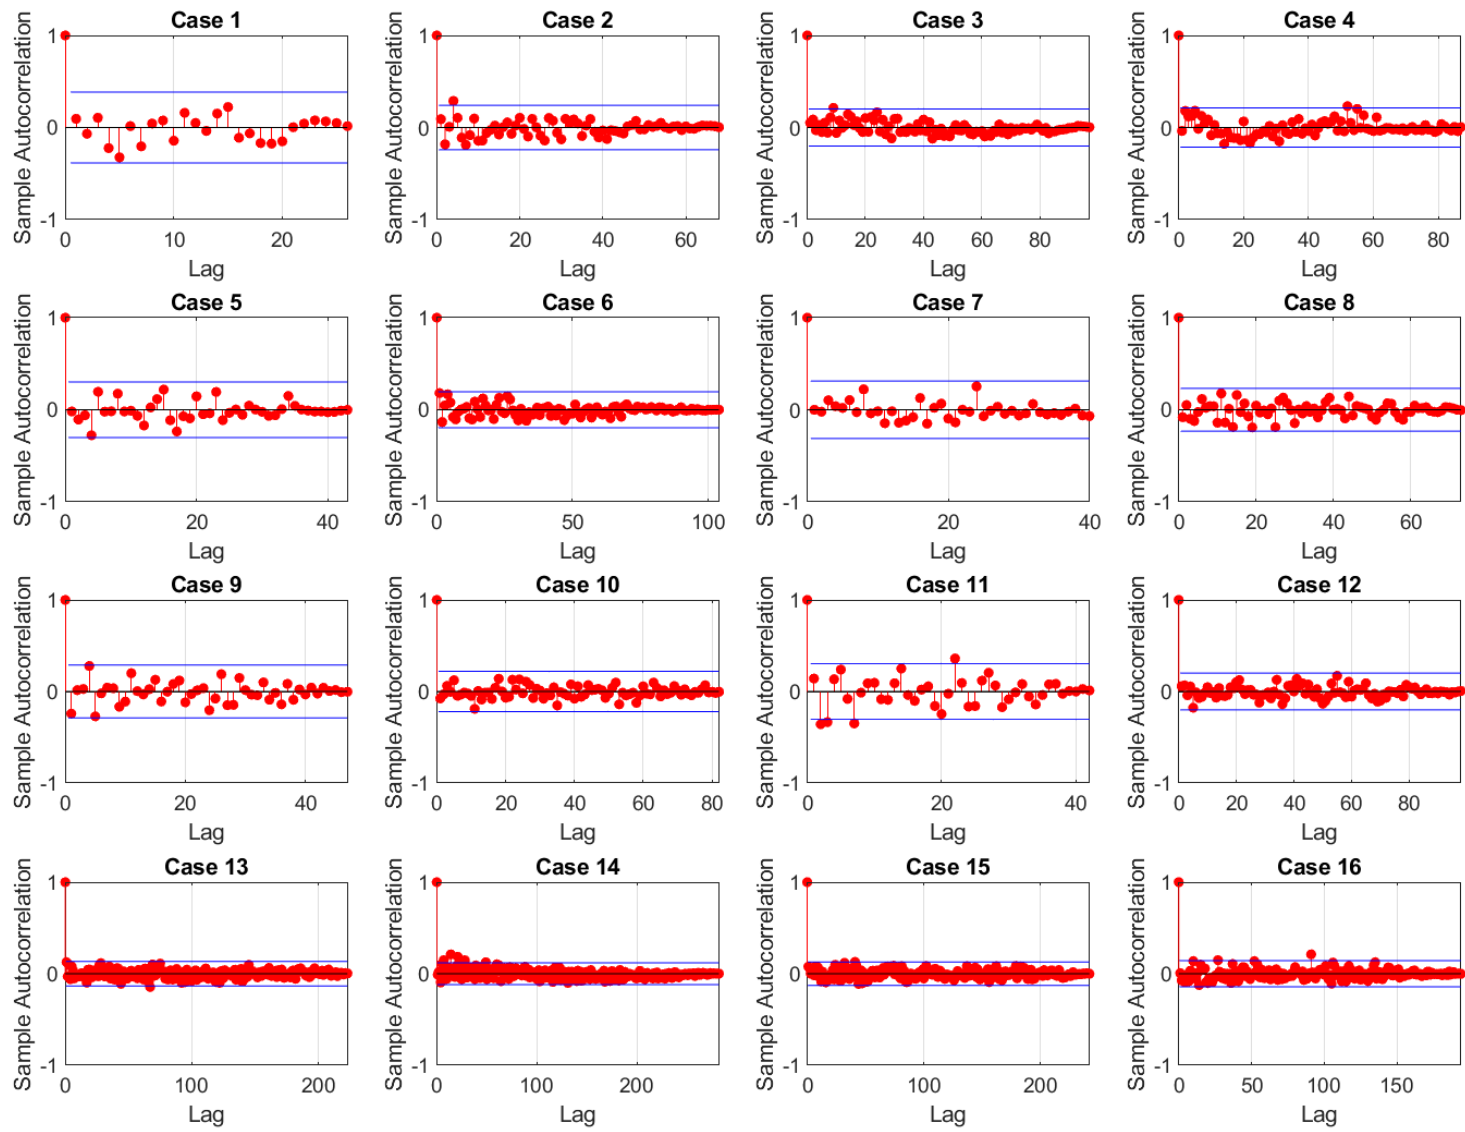 Case 1
Sample Autocorrelation
1
0
-1
0 10 20
Lag
Case 2
Sample Autocorrelation
1
0
-1
0 20 40 60
Lag
Case 3
Sample Autocorrelation
1
0
-1
0 20 40 60 80
Lag
Case 4
Sample Autocorrelation
1
0
-1
0 20 40 60 80
Lag
Case 5
Sample Autocorrelation
1
0
-1
0 20 40
Lag
Case 6
Sample Autocorrelation
1
0
-1
0 50 100
Lag
Case 7
Sample Autocorrelation
1
0
-1
0 20 40
Lag
Case 8
Sample Autocorrelation
1
0
-1
0 20 40 60
Lag
Case 9
Sample Autocorrelation
1
0
-1
0 20 40
Lag
Case 10
Sample Autocorrelation
1
0
-1
0 20 40 60 80
Lag
Case 11
Sample Autocorrelation
1
0
-1
0 20 40
Lag
Case 12
Sample Autocorrelation
1
0
-1
0 20 40 60 80
Lag
Case 13
Sample Autocorrelation
1
0
-1
0 100 200
Lag
Case 14
Sample Autocorrelation
1
0
-1
0 100 200
Lag
Case 15
Sample Autocorrelation
1
0
-1
0 100 200
Lag
Case 16
Sample Autocorrelation
1
0
-1
0 50 100 150
Lag